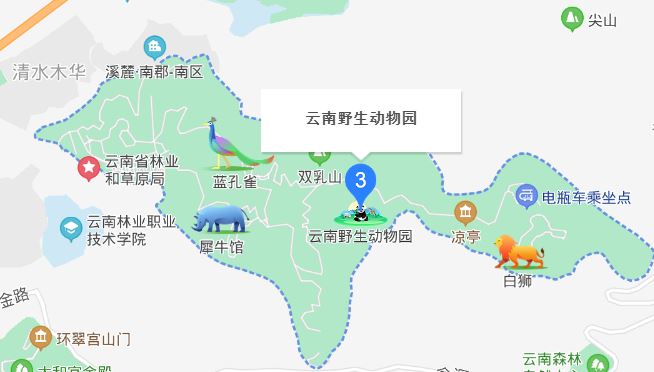 尖山
清水木华
溪麓·南郡-南区
云南野生动物园
云南省林业
和草原局
蓝孔雀
双乳山
3
电瓶车乘坐点
云南林业职业
技术学院
犀牛馆
云南野生动物园
凉亭
白狮
金路
环翠宫山门
云南森林
太和宫金殿